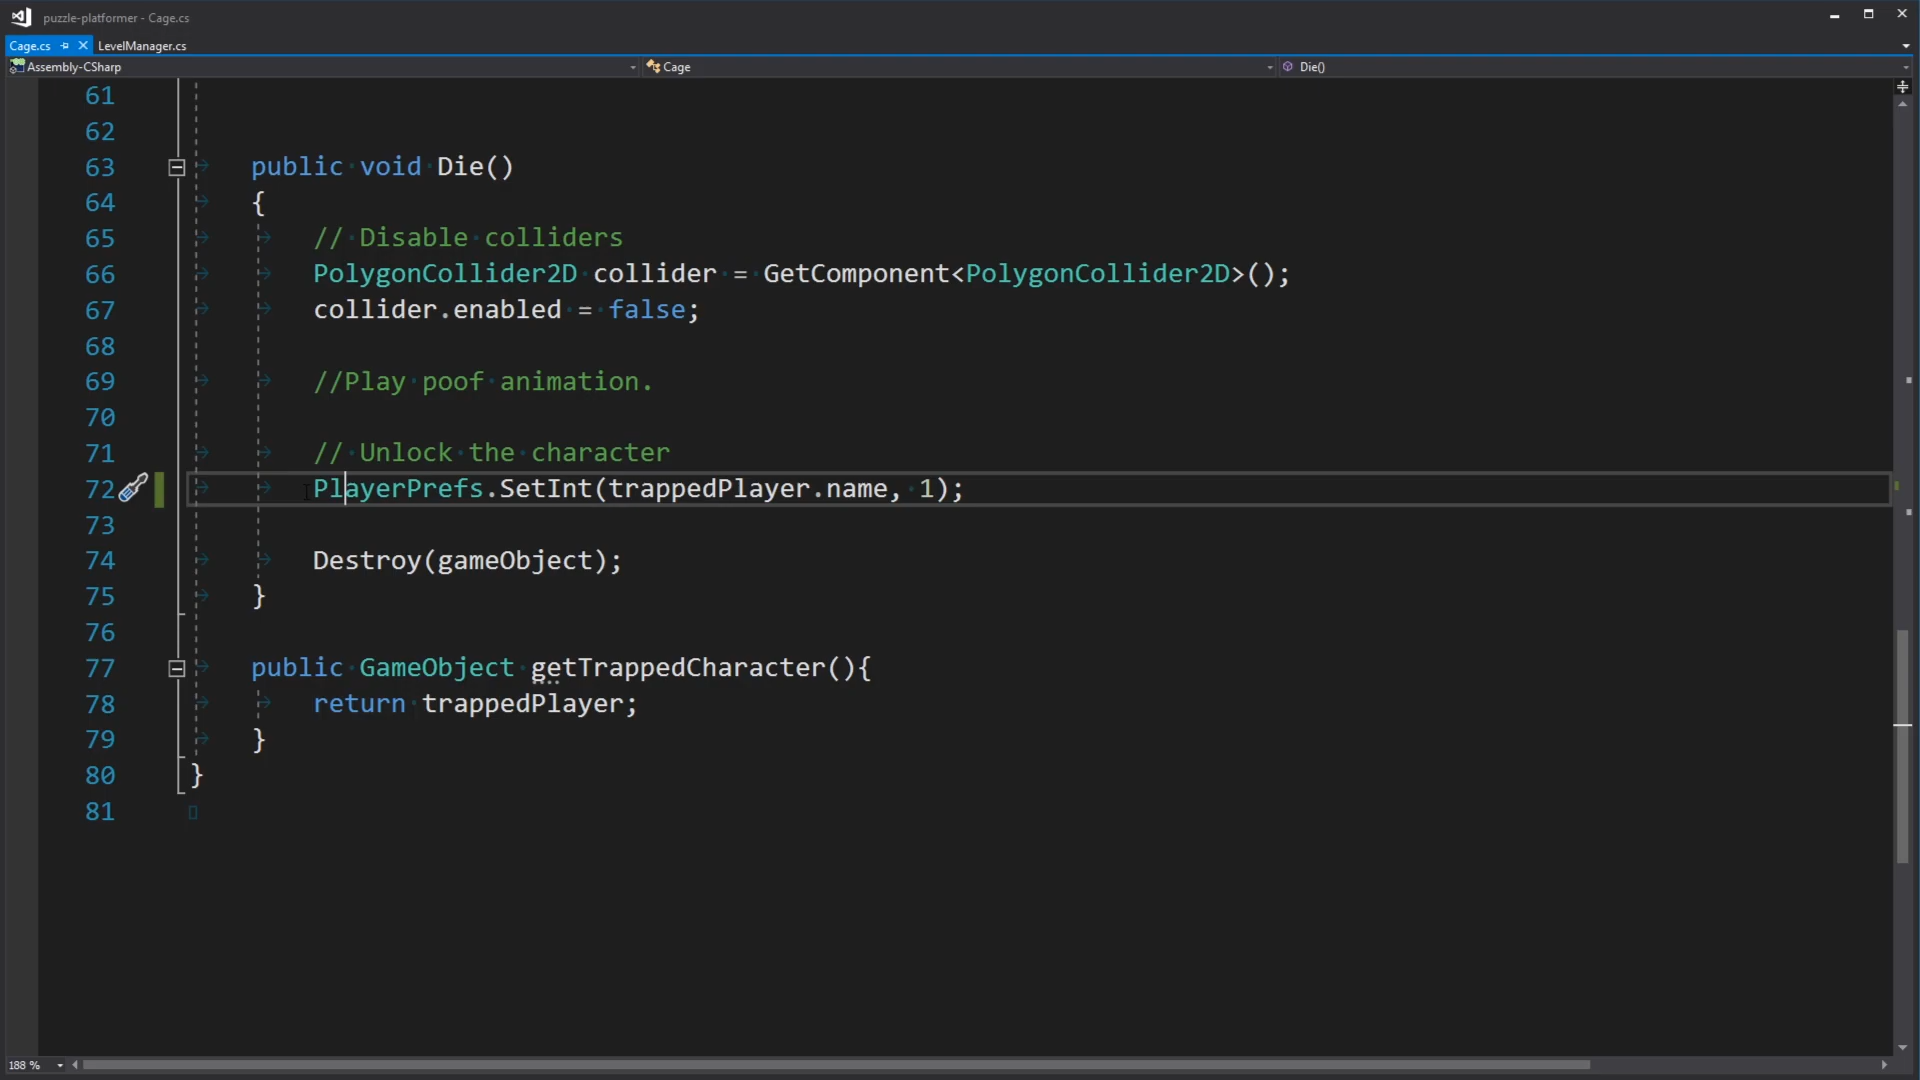 puzzle-platformer - Cage.cs
Cage.cs LevelManager.cs
Assembly-CSharp Cage Die()
61
62
63 public void Die()
64 {
65 // Disable colliders
66 PolygonCollider2D collider = GetComponent<PolygonCollider2D>();
67 collider.enabled = false;
68
69 //Play poof animation.
70
71 // Unlock the character
72 PlayerPrefs.SetInt(trappedPlayer.name, 1);
73
74 Destroy(gameObject);
75 }
76
77 public GameObject getTrappedCharacter(){
78 return trappedPlayer;
79 }
80 }
81
188 %